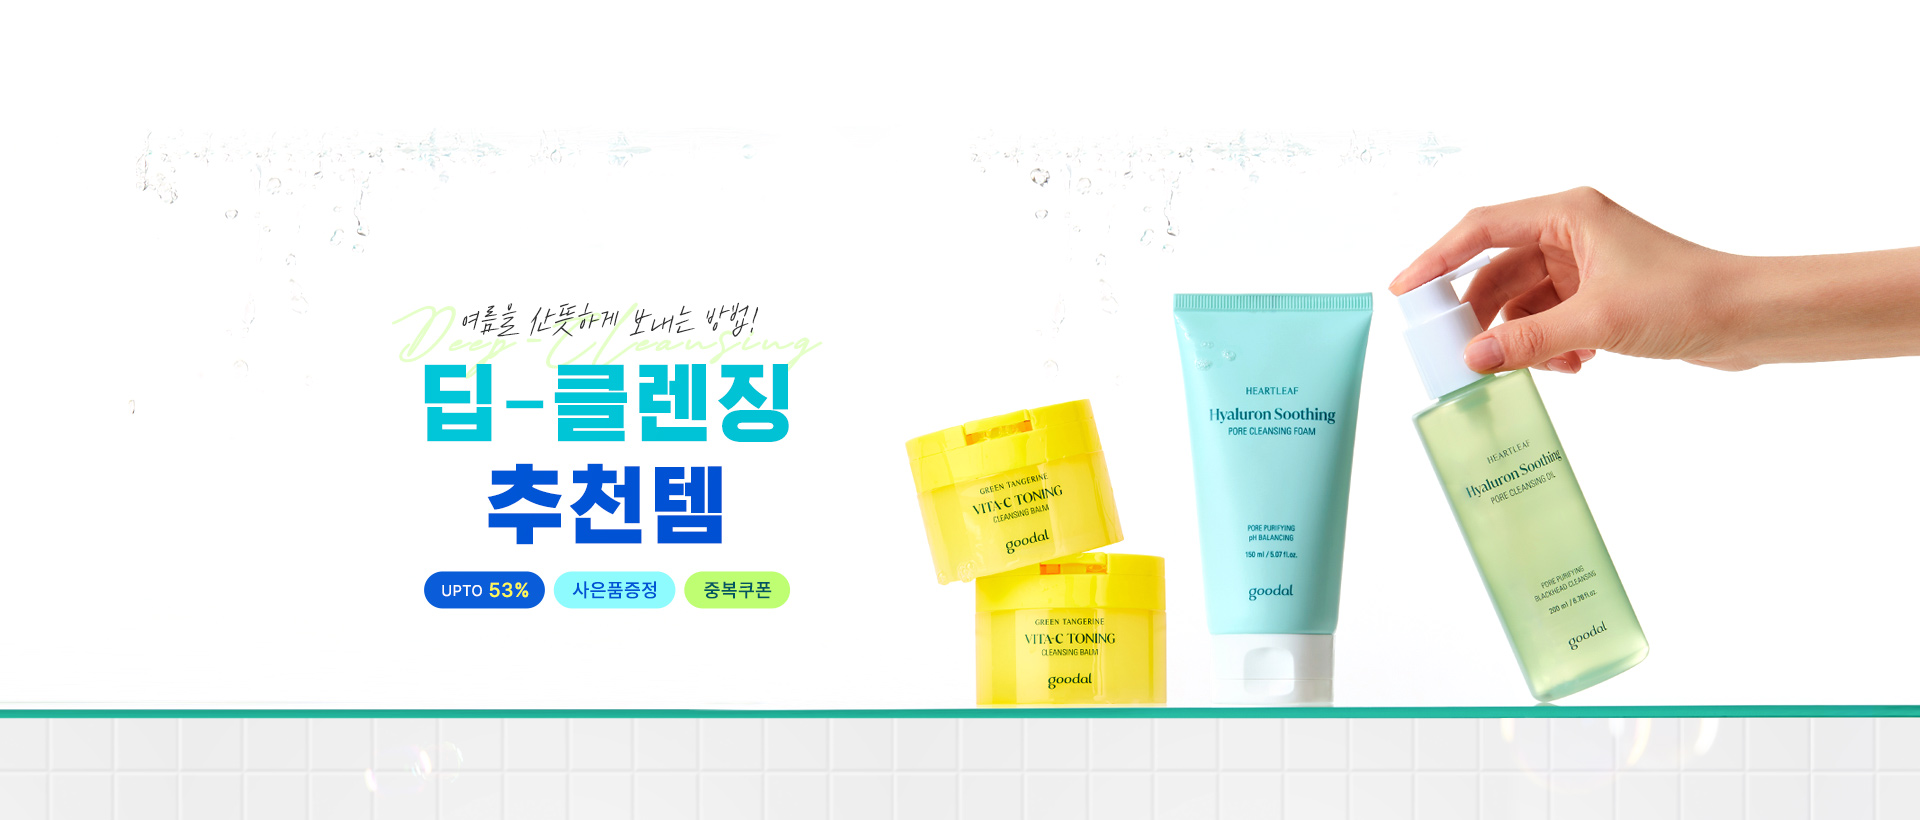 여름을 산뜻하게 보내는 방법!
Deep-Cleansing
딥-클렌징
추천템
UPTO 53%
사은품증정
중복쿠폰
GREEN TANGERINE
VITA-C TONING
CLEANSING BALM
goodal
GREEN TANGERINE
VITA-C TONING
CLEANSING BALM
goodal
HEARTLEAF
Hyaluron Soothing
PORE CLEANSING FOAM
PORE PURIFYING
pH BALANCING
150 ml / 5.07 fl.oz.
goodal
HEARTLEAF
Hyaluron Soothing
PORE CLEANSING OIL
PORE PURIFYING
BLACKHEAD CLEANSING
200 ml / 6.76 fl.oz.
goodal